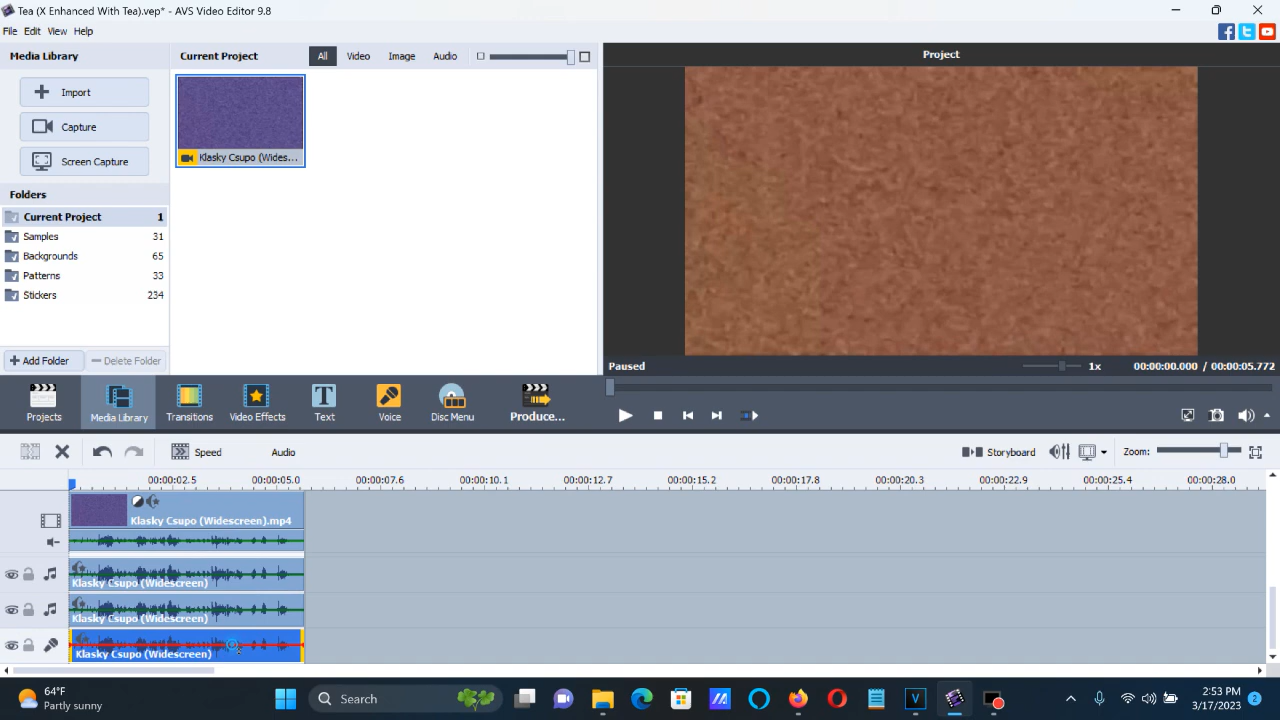 Tea (X Enhanced With Tea).vep* - AVS Video Editor 9.8
File Edit View Help
Media Library
Current Project
All Video Image Audio
Project
Import
Capture
Screen Capture
Klasky Csupo (Wides...
Folders
Current Project 1
Samples 31
Backgrounds 65
Patterns 33
Stickers 234
Add Folder
Delete Folder
Paused
1x
00:00:00.000 / 00:00:05.772
Projects
Media Library
Transitions
Video Effects
Text
Voice
Disc Menu
Produce...
Speed
Audio
Storyboard
Zoom:
00:00:02.5 00:00:05.0 00:00:07.6 00:00:10.1 00:00:12.7 00:00:15.2 00:00:17.8 00:00:20.3 00:00:22.9 00:00:25.4 00:00:28.0
Klasky Csupo (Widescreen).mp4
Klasky Csupo (Widescreen)
Klasky Csupo (Widescreen)
Klasky Csupo (Widescreen)
64°F
Partly sunny
Search
2:53 PM
3/17/2023
2